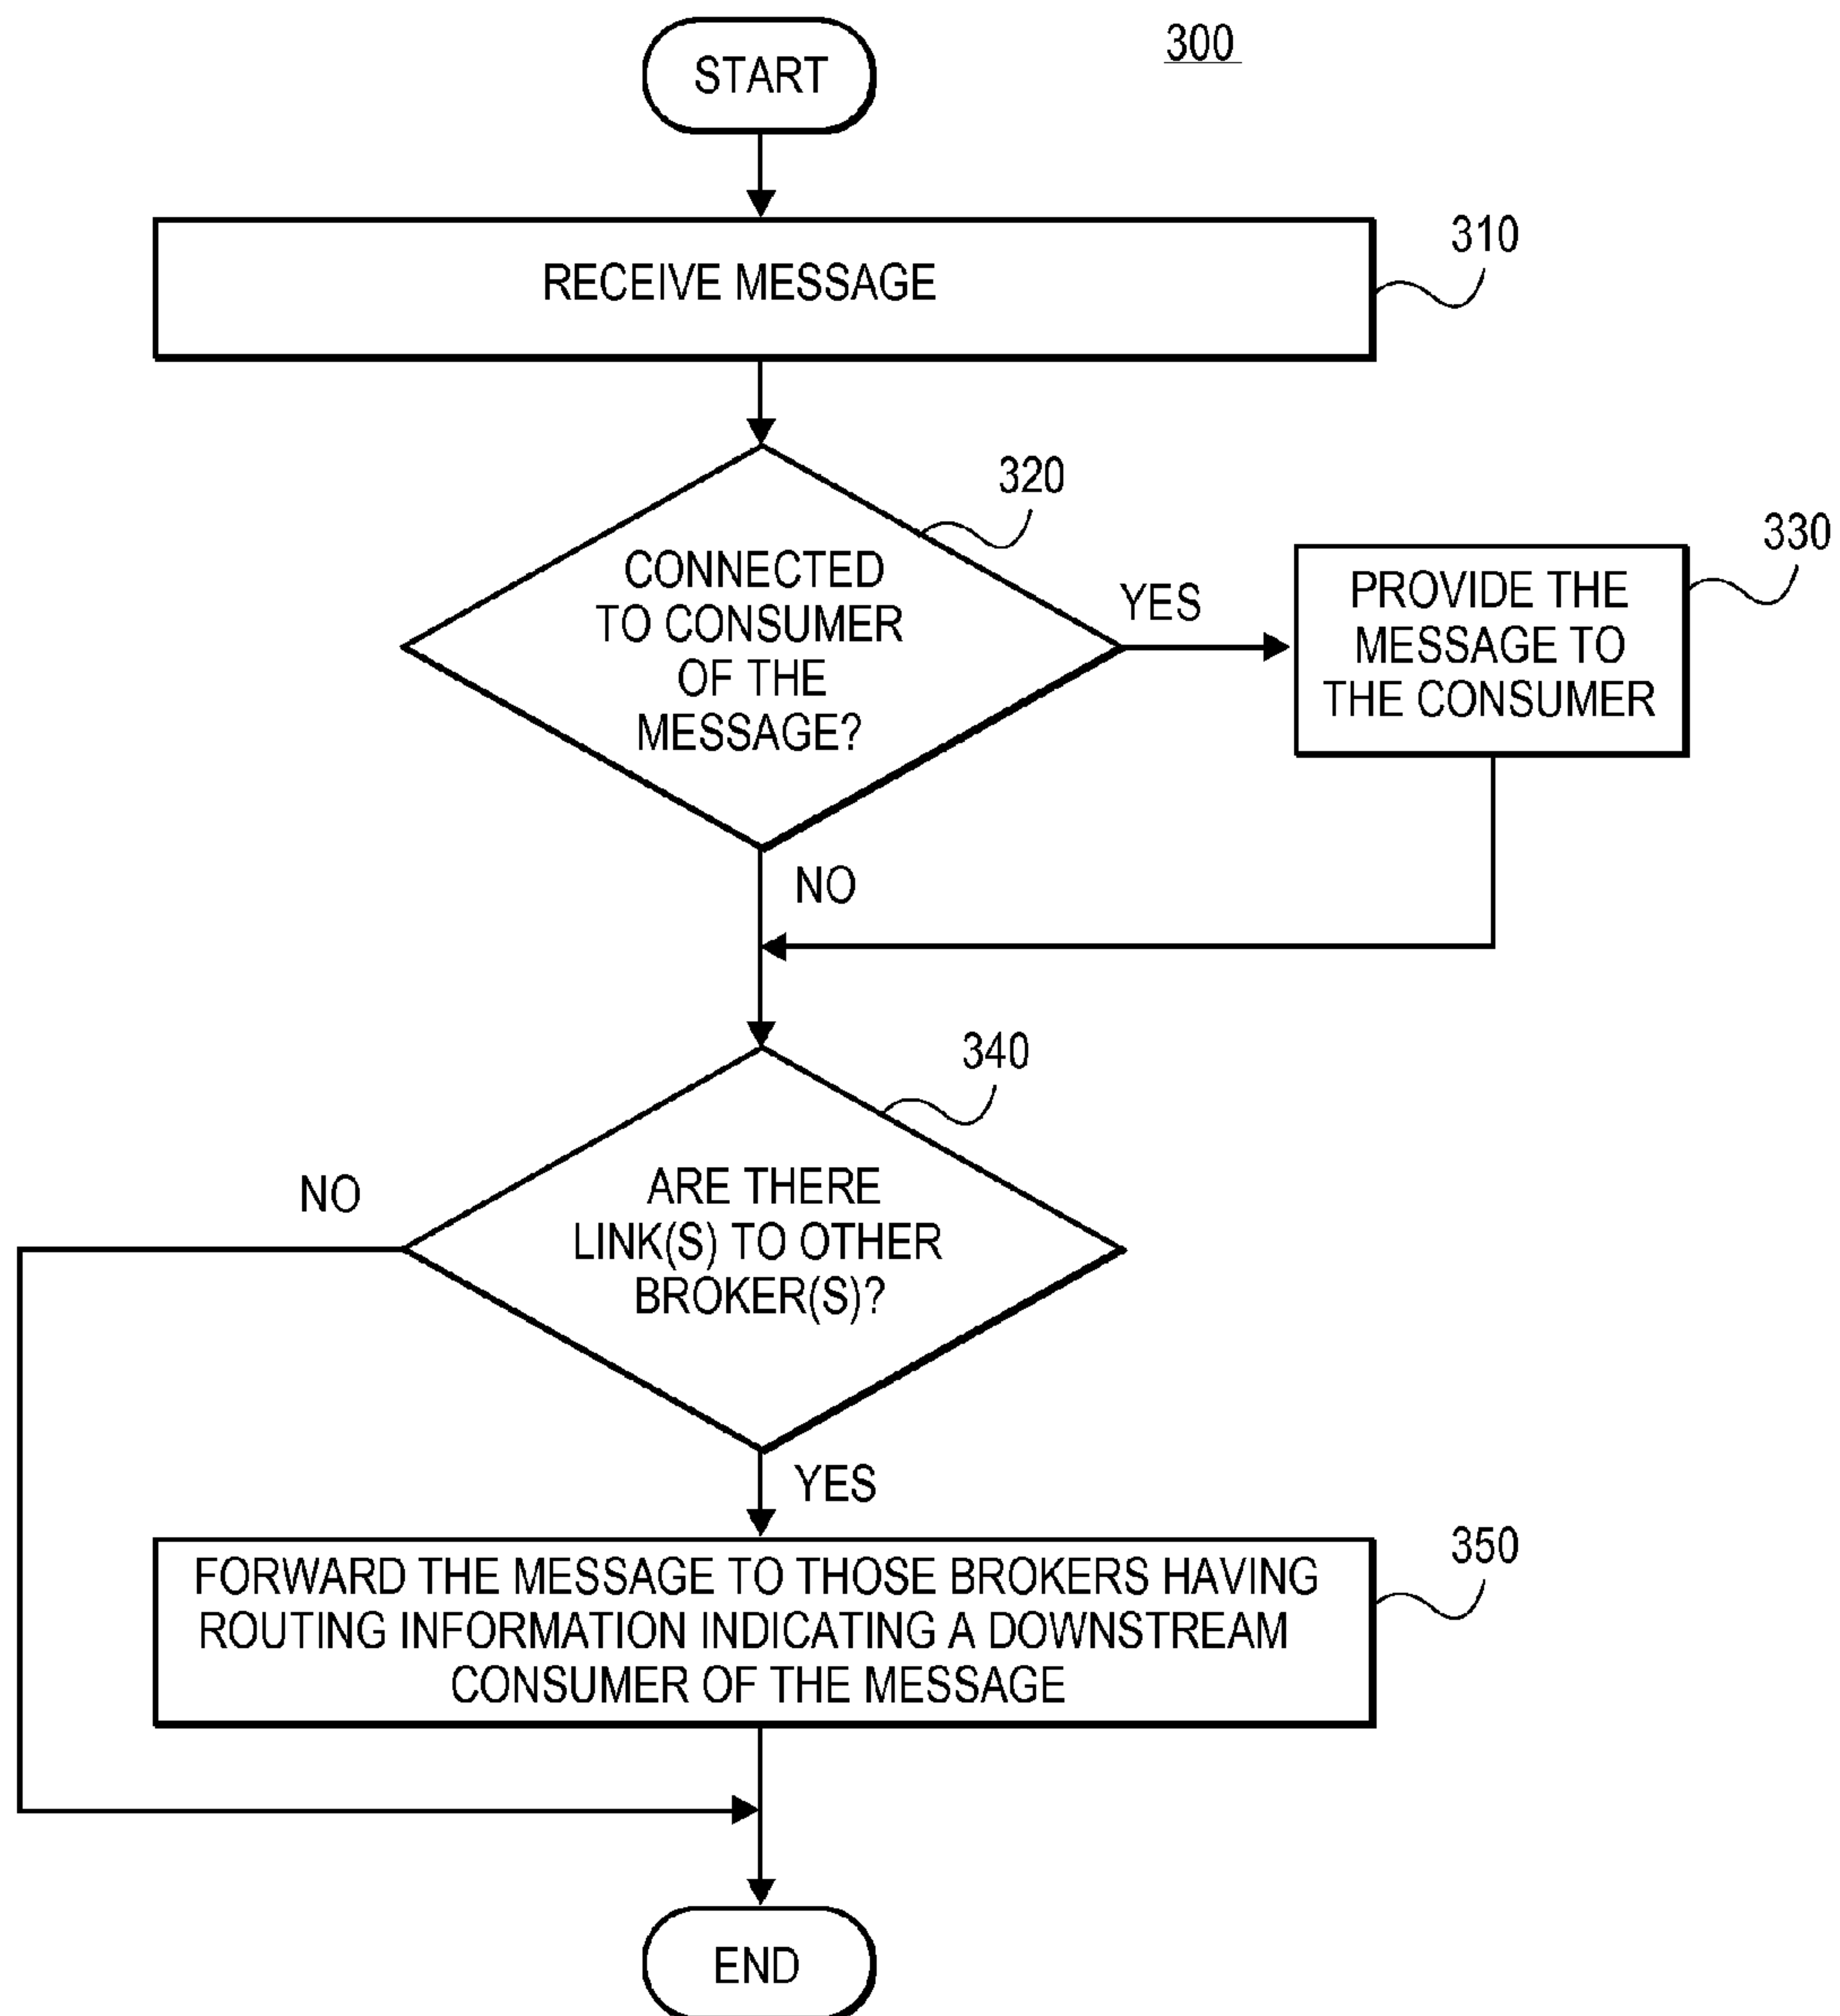 300
START
RECEIVE MESSAGE
310
320
CONNECTED
TO CONSUMER
OF THE
MESSAGE?
YES
330
PROVIDE THE
MESSAGE TO
THE CONSUMER
NO
340
ARE THERE
LINK(S) TO OTHER
BROKER(S)?
NO
YES
350
FORWARD THE MESSAGE TO THOSE BROKERS HAVING
ROUTING INFORMATION INDICATING A DOWNSTREAM
CONSUMER OF THE MESSAGE
END